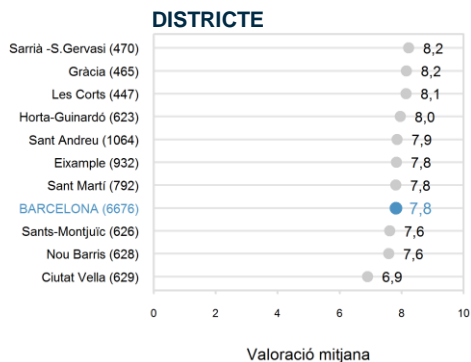 DISTRICTE
Sarrià -S.Gervasi (470) 8,2
Gràcia (465) 8,2
Les Corts (447) 8,1
Horta-Guinardó (623) 8,0
Sant Andreu (1064) 7,9
Eixample (932) 7,8
Sant Martí (792) 7,8
BARCELONA (6676) 7,8
Sants-Montjuïc (626) 7,6
Nou Barris (628) 7,6
Ciutat Vella (629) 6,9
0 2 4 6 8 10
Valoració mitjana